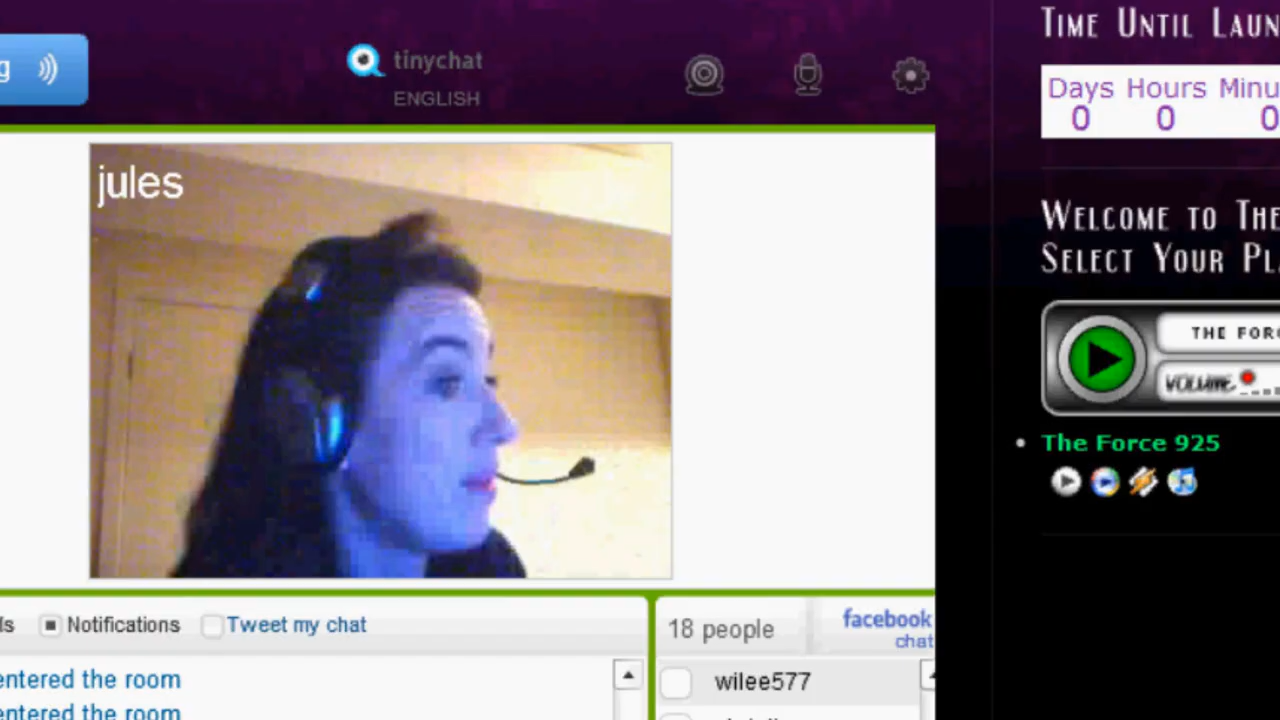 g
tinychat
ENGLISH
TIME UNTIL LAUN
Days Hours Minu
0 0 0
jules
WELCOME TO THE
SELECT YOUR PL
THE FORC
VOLUME
The Force 925
ls Notifications Tweet my chat
18 people
facebook
chat
entered the room
wilee577
entered the room